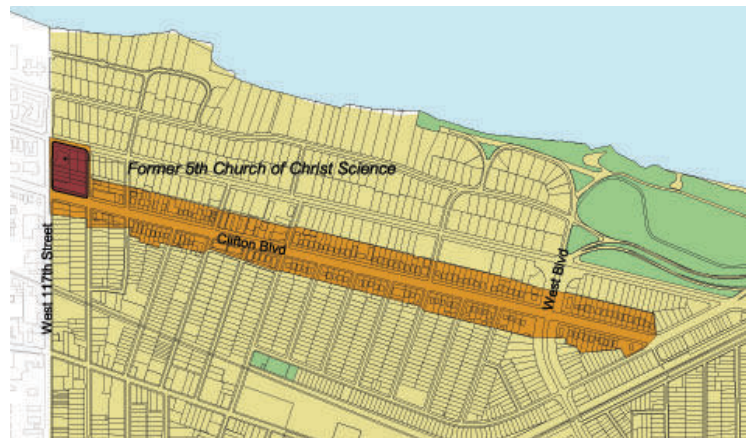 Former 5th Church of Christ Science
Clifton Blvd
West Blvd
West 117th Street